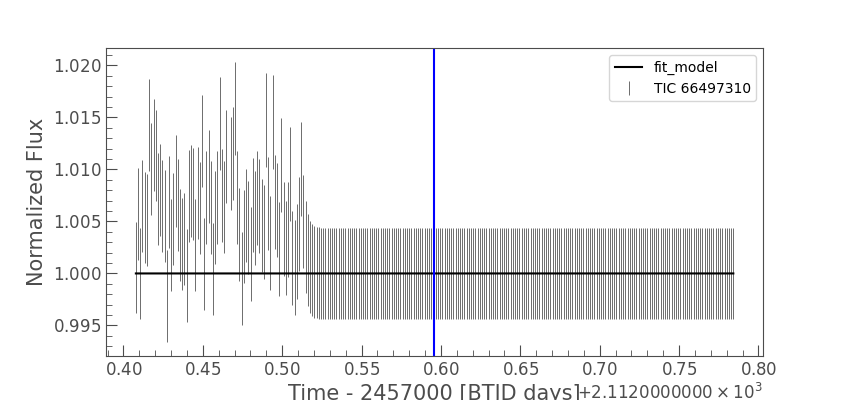 1.020
1.015
1.010
1.005
1.000
0.995
Normalized Flux
fit_model
TIC 66497310
0.40 0.45 0.50 0.55 0.60 0.65 0.70 0.75 0.80
Time - 2457000 [BTJD days]
+2.1120000000 × 10³